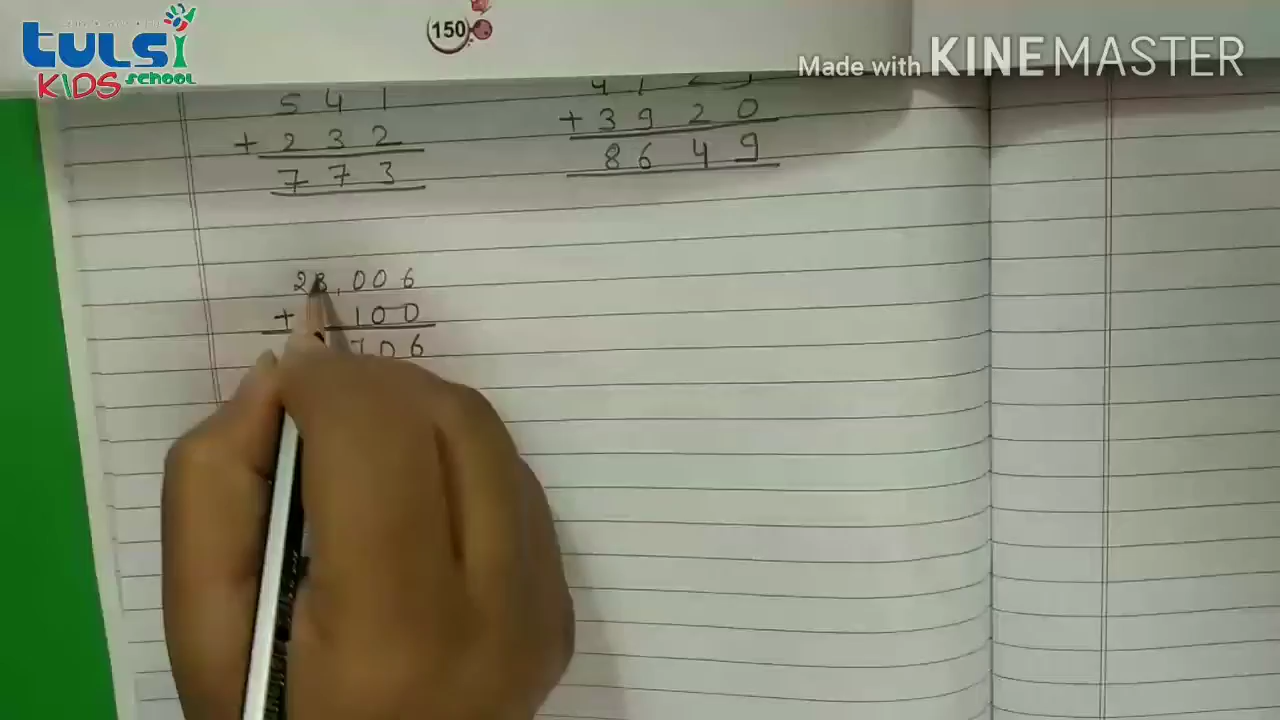 TULSI
KIDS SCHOOL
150
Made with KINEMASTER
5 4 1
+ 2 3 2
7 7 3
+ 3 9 2 0
8 6 4 9
28,006
+ 100
106